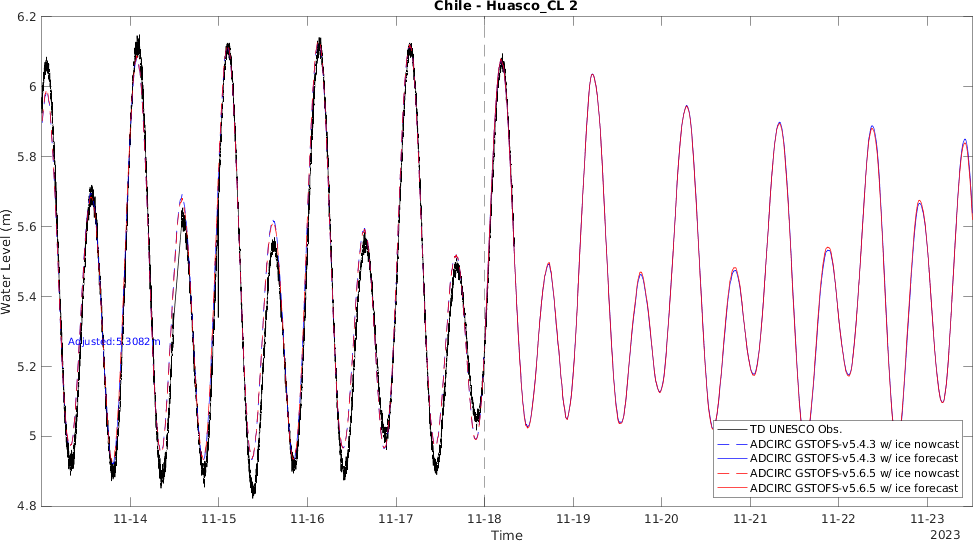 Chile - Huasco_CL 2
6.2
6
5.8
5.6
5.4
5.2
5
4.8
Water Level (m)
Adjusted:5.3082m
TD UNESCO Obs.
ADCIRC GSTOFS-v5.4.3 w/ ice nowcast
ADCIRC GSTOFS-v5.4.3 w/ ice forecast
ADCIRC GSTOFS-v5.6.5 w/ ice nowcast
ADCIRC GSTOFS-v5.6.5 w/ ice forecast
11-14 11-15 11-16 11-17 11-18 11-19 11-20 11-21 11-22 11-23
Time
2023